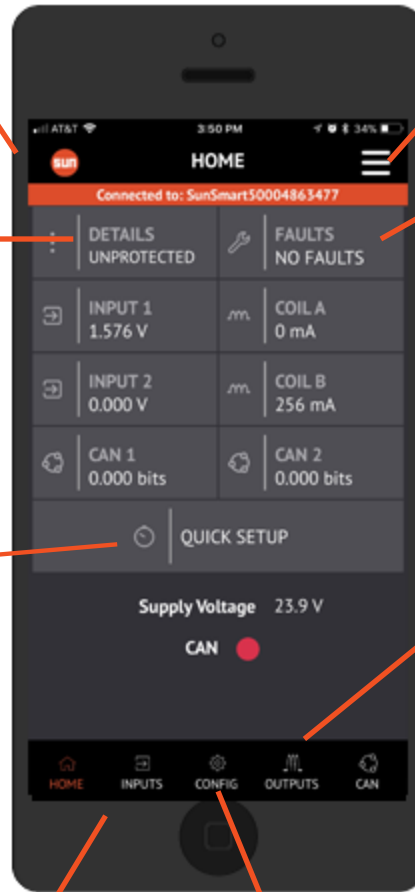 AT&T 3:50 PM 34%
sun HOME
Connected to: SunSmart50004863477
DETAILS
UNPROTECTED
FAULTS
NO FAULTS
INPUT 1
1.576 V
COIL A
0 mA
INPUT 2
0.000 V
COIL B
256 mA
CAN 1
0.000 bits
CAN 2
0.000 bits
QUICK SETUP
Supply Voltage 23.9 V
CAN
HOME INPUTS CONFIG OUTPUTS CAN